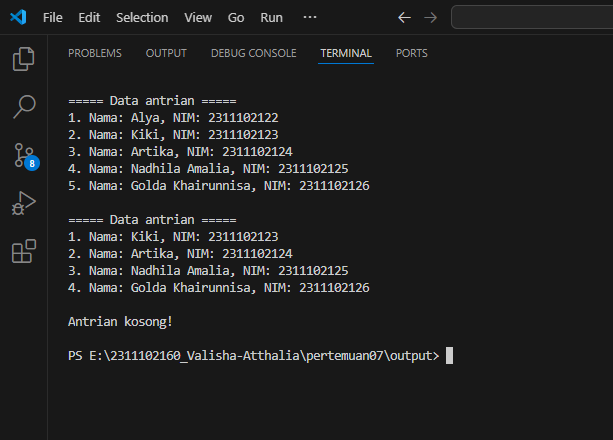 File Edit Selection View Go Run ···
PROBLEMS OUTPUT DEBUG CONSOLE TERMINAL PORTS
===== Data antrian =====
1. Nama: Alya, NIM: 2311102122
2. Nama: Kiki, NIM: 2311102123
3. Nama: Artika, NIM: 2311102124
4. Nama: Nadhila Amalia, NIM: 2311102125
5. Nama: Golda Khairunnisa, NIM: 2311102126
===== Data antrian =====
1. Nama: Kiki, NIM: 2311102123
2. Nama: Artika, NIM: 2311102124
3. Nama: Nadhila Amalia, NIM: 2311102125
4. Nama: Golda Khairunnisa, NIM: 2311102126
Antrian kosong!
8
PS E:\2311102160_Valisha-Atthalia\pertemuan07\output>